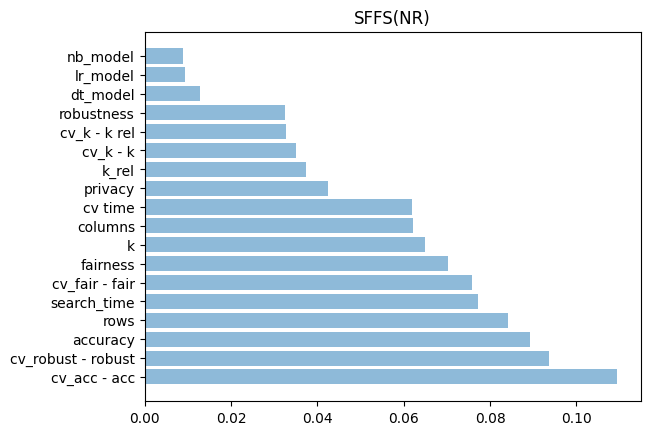 SFFS(NR)
nb_model
lr_model
dt_model
robustness
cv_k - k rel
cv_k - k
k_rel
privacy
cv time
columns
k
fairness
cv_fair - fair
search_time
rows
accuracy
cv_robust - robust
cv_acc - acc
0.00 0.02 0.04 0.06 0.08 0.10